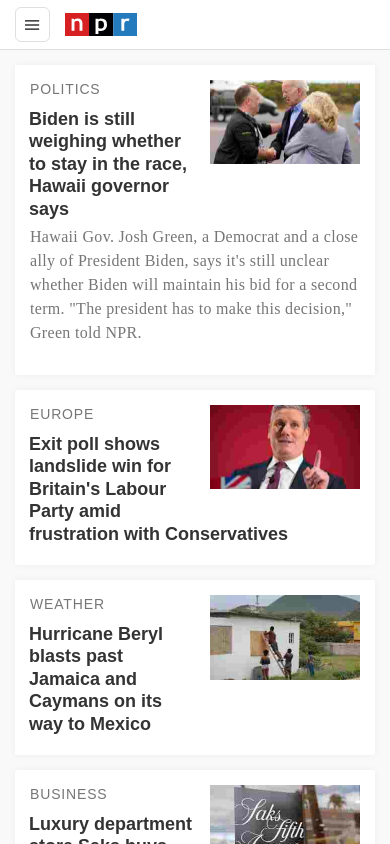 npr
POLITICS
Biden is still
weighing whether
to stay in the race,
Hawaii governor
says
Hawaii Gov. Josh Green, a Democrat and a close
ally of President Biden, says it's still unclear
whether Biden will maintain his bid for a second
term. "The president has to make this decision,"
Green told NPR.
EUROPE
Exit poll shows
landslide win for
Britain's Labour
Party amid
frustration with Conservatives
WEATHER
Hurricane Beryl
blasts past
Jamaica and
Caymans on its
way to Mexico
BUSINESS
Luxury department
store Saks buys
Saks
fifth